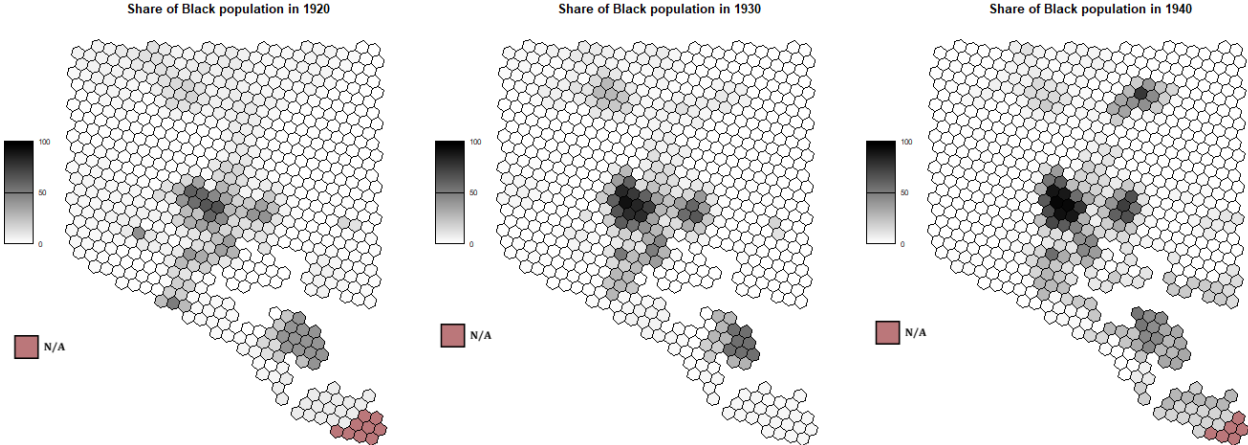 Share of Black population in 1920
100
50
0
N/A
Share of Black population in 1930
100
50
0
N/A
Share of Black population in 1940
100
50
0
N/A